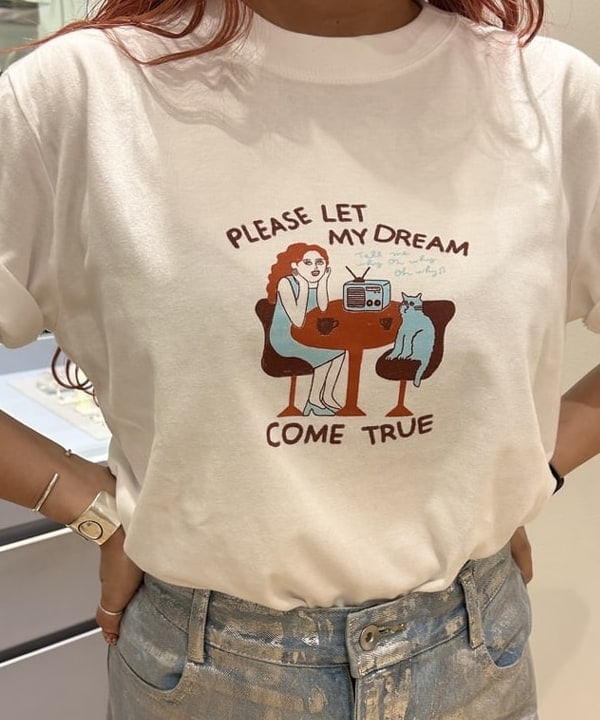 PLEASE LET
MY DREAM
Tell me
why Oh why
Oh why?
COME TRUE